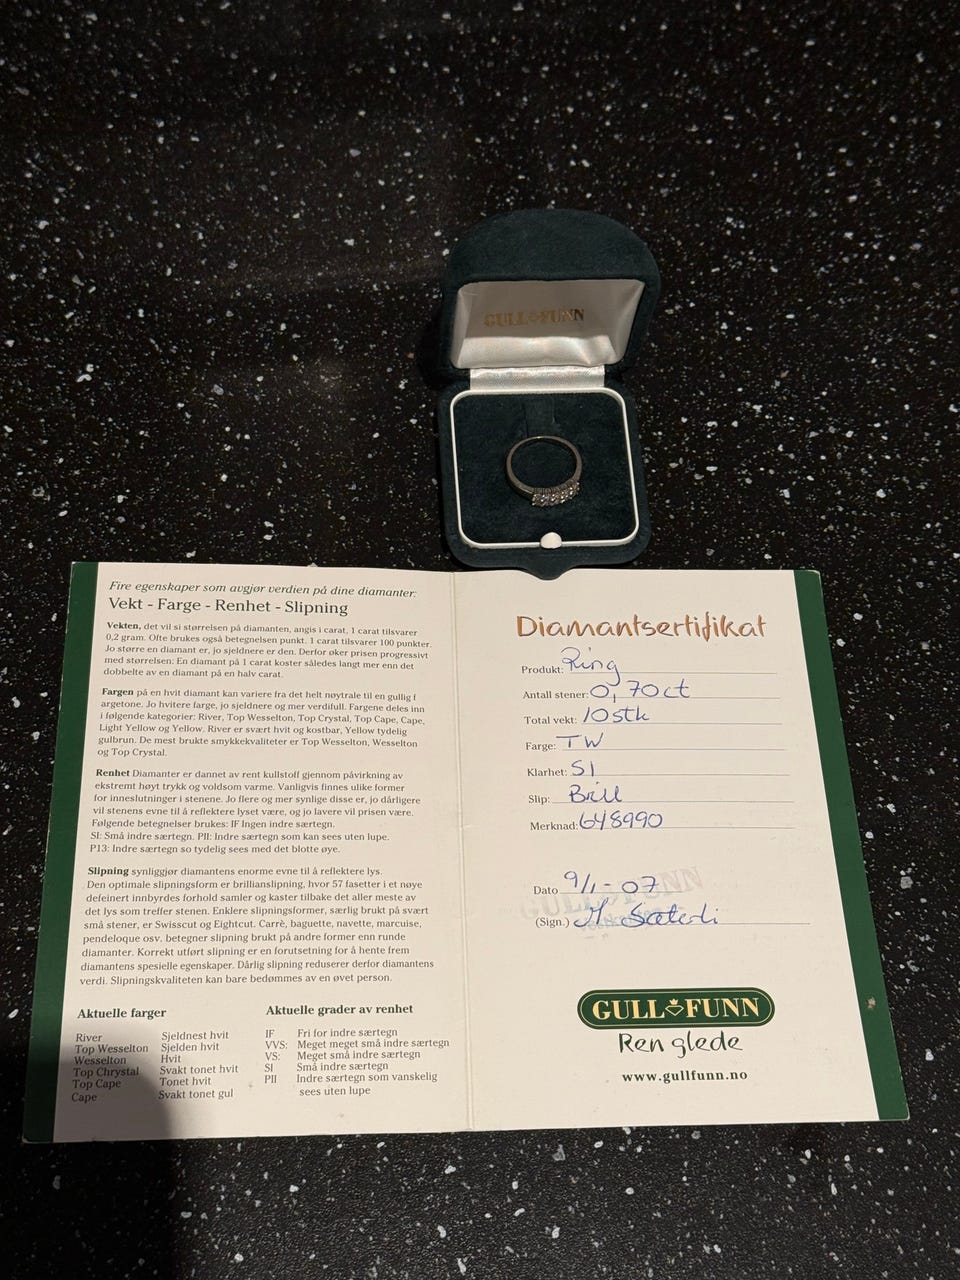 GULL FUNN
Fire egenskaper som avgjør verdien på dine diamanter:
Vekt - Farge - Renhet - Slipning
Vekten, det vil si størrelsen på diamanten, angis i carat, 1 carat tilsvarer
0,2 gram. Ofte brukes også betegnelsen punkt. 1 carat tilsvarer 100 punkter.
Jo større en diamant er, jo sjeldnere er den. Derfor øker prisen progressivt
med størrelsen: En diamant på 1 carat koster således langt mer enn det
dobbelte av en diamant på en halv carat.
Fargen på en hvit diamant kan variere fra det helt nøytrale til en gullig f
argetone. Jo hvitere farge, jo sjeldnere og mer verdifull. Fargene deles inn
i følgende kategorier: River, Top Wesselton, Top Crystal, Top Cape, Cape,
Light Yellow og Yellow. River er svært hvit og kostbar, Yellow tydelig
gulbrun. De mest brukte smykkekvaliteter er Top Wesselton, Wesselton
og Top Crystal.
Renhet Diamanter er dannet av rent kullstoff gjennom påvirkning av
ekstremt høyt trykk og voldsom varme. Vanligvis finnes ulike former
for inneslutninger i stenene. Jo flere og mer synlige disse er, jo dårligere
vil stenens evne til å reflektere lyset være, og jo lavere vil prisen være.
Følgende betegnelser brukes: IF Ingen indre særtegn.
SI: Små indre særtegn. PII: Indre særtegn som kan sees uten lupe.
P13: Indre særtegn so tydelig sees med det blotte øye.
Slipning synliggjør diamantens enorme evne til å reflektere lys.
Den optimale slipningsform er brillianslipning, hvor 57 fasetter i et nøye
defeinert innbyrdes forhold samler og kaster tilbake det aller meste av
det lys som treffer stenen. Enklere slipningsformer, særlig brukt på svært
små stener, er Swisscut og Eightcut. Carrè, baguette, navette, marcuise,
pendeloque osv. betegner slipning brukt på andre former enn runde
diamanter. Korrekt utført slipning er en forutsetning for å hente frem
diamantens spesielle egenskaper. Dårlig slipning reduserer derfor diamantens
verdi. Slipningskvaliteten kan bare bedømmes av en øvet person.
Aktuelle farger
River Sjeldnest hvit
Top Wesselton Sjelden hvit
Wesselton Hvit
Top Chrystal Svakt tonet hvit
Top Cape Tonet hvit
Cape Svakt tonet gul
Aktuelle grader av renhet
IF Fri for indre særtegn
VVS: Meget meget små indre særtegn
VS: Meget små indre særtegn
SI Små indre særtegn
PII Indre særtegn som vanskelig
sees uten lupe
Diamantsertifikat
Produkt: Ring
Antall stener: 0,70ct
Total vekt: 10stk
Farge: TW
Klarhet: SI
Slip: Brill
Merknad: 648990
Dato 9/1-07
(Sign.)
GULL FUNN
Ren glede
www.gullfunn.no